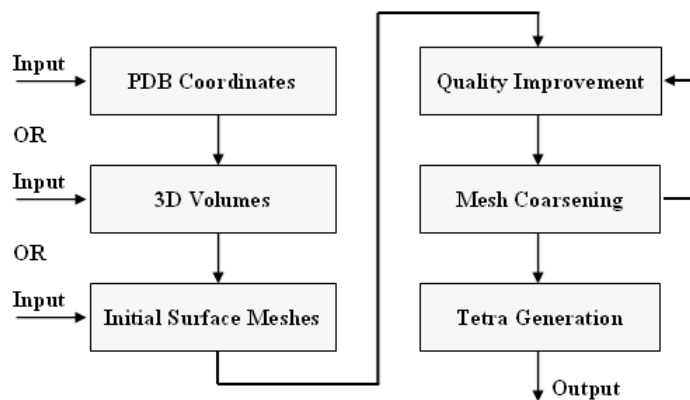 Input
PDB Coordinates
OR
Input
3D Volumes
OR
Input
Initial Surface Meshes
Quality Improvement
Mesh Coarsening
Tetra Generation
Output